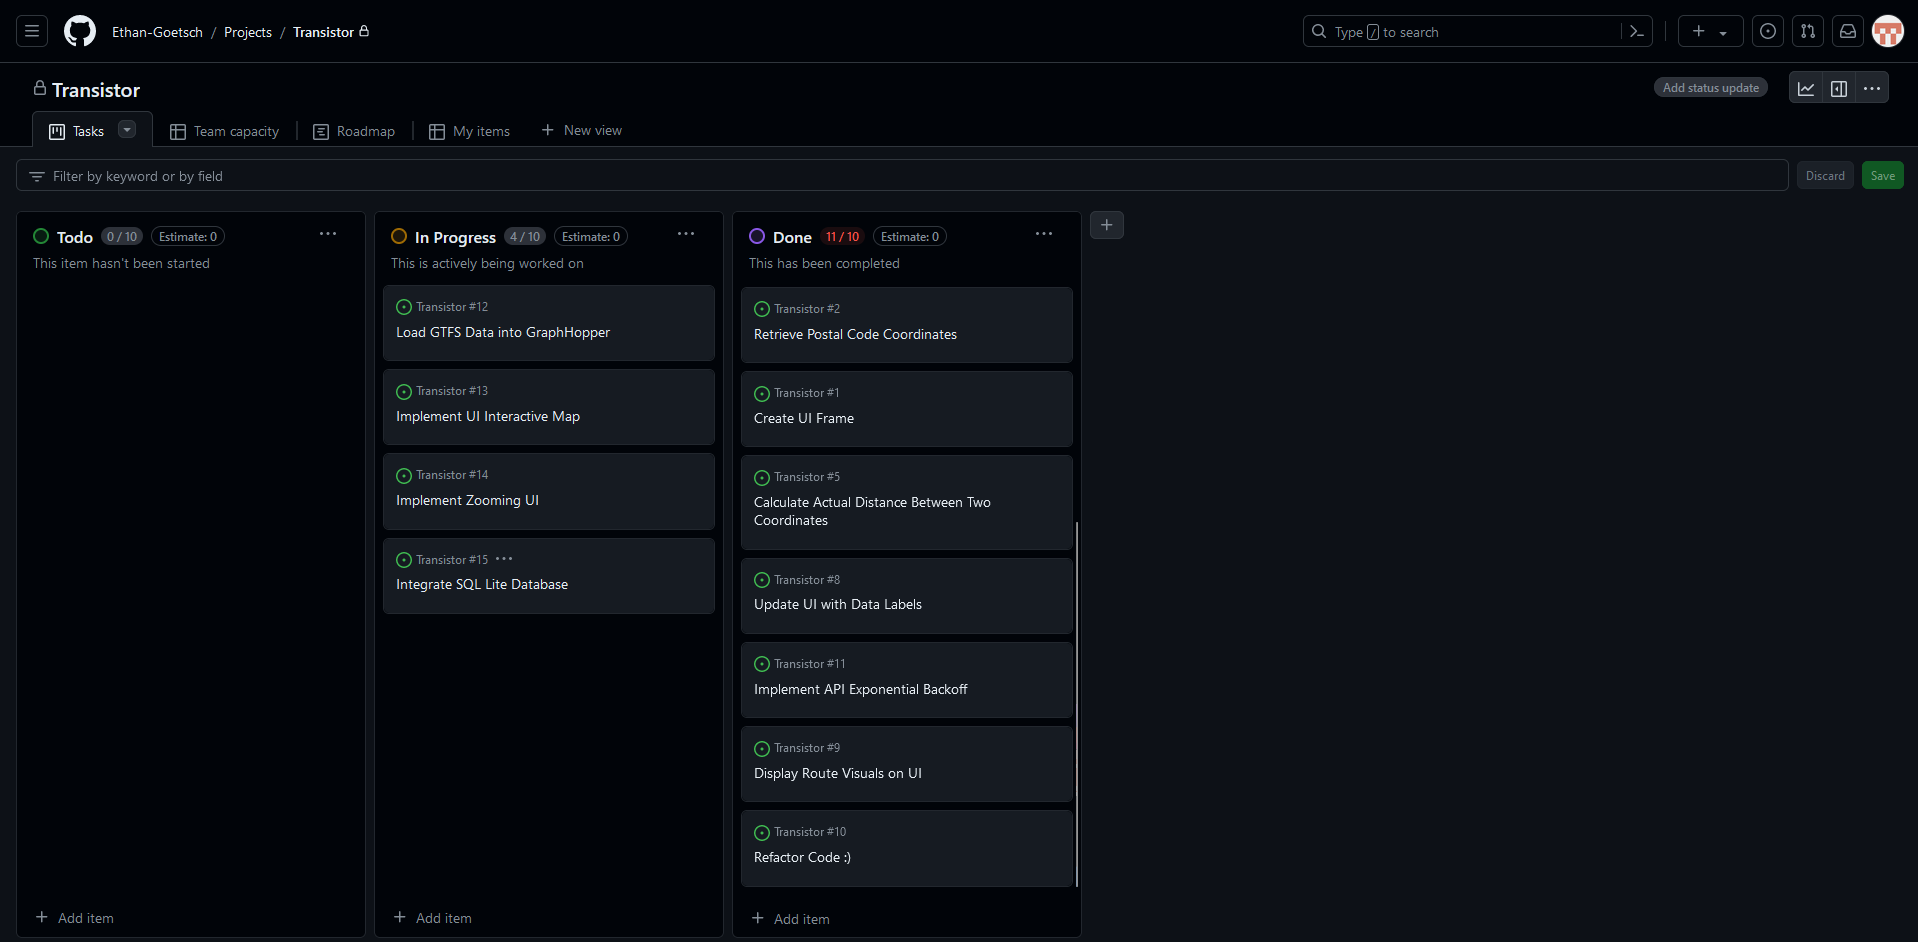 Ethan-Goetsch / Projects / Transistor
Type / to search
Transistor
Add status update
Tasks
Team capacity
Roadmap
My items
New view
Filter by keyword or by field
Discard
Save
Todo 0 / 10 Estimate: 0
This item hasn't been started
Add item
In Progress 4 / 10 Estimate: 0
This is actively being worked on
Transistor #12
Load GTFS Data into GraphHopper
Transistor #13
Implement UI Interactive Map
Transistor #14
Implement Zooming UI
Transistor #15
Integrate SQL Lite Database
Add item
Done 11 / 10 Estimate: 0
This has been completed
Transistor #2
Retrieve Postal Code Coordinates
Transistor #1
Create UI Frame
Transistor #5
Calculate Actual Distance Between Two
Coordinates
Transistor #8
Update UI with Data Labels
Transistor #11
Implement API Exponential Backoff
Transistor #9
Display Route Visuals on UI
Transistor #10
Refactor Code :)
Add item